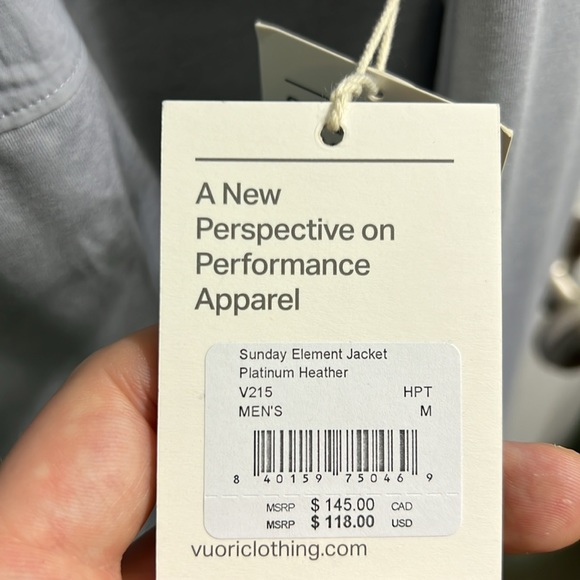 A New
Perspective on
Performance
Apparel
Sunday Element Jacket
Platinum Heather
V215 HPT
MEN'S M
8 40159 75046 9
MSRP $ 145.00 CAD
MSRP $ 118.00 USD
vuoriclothing.com